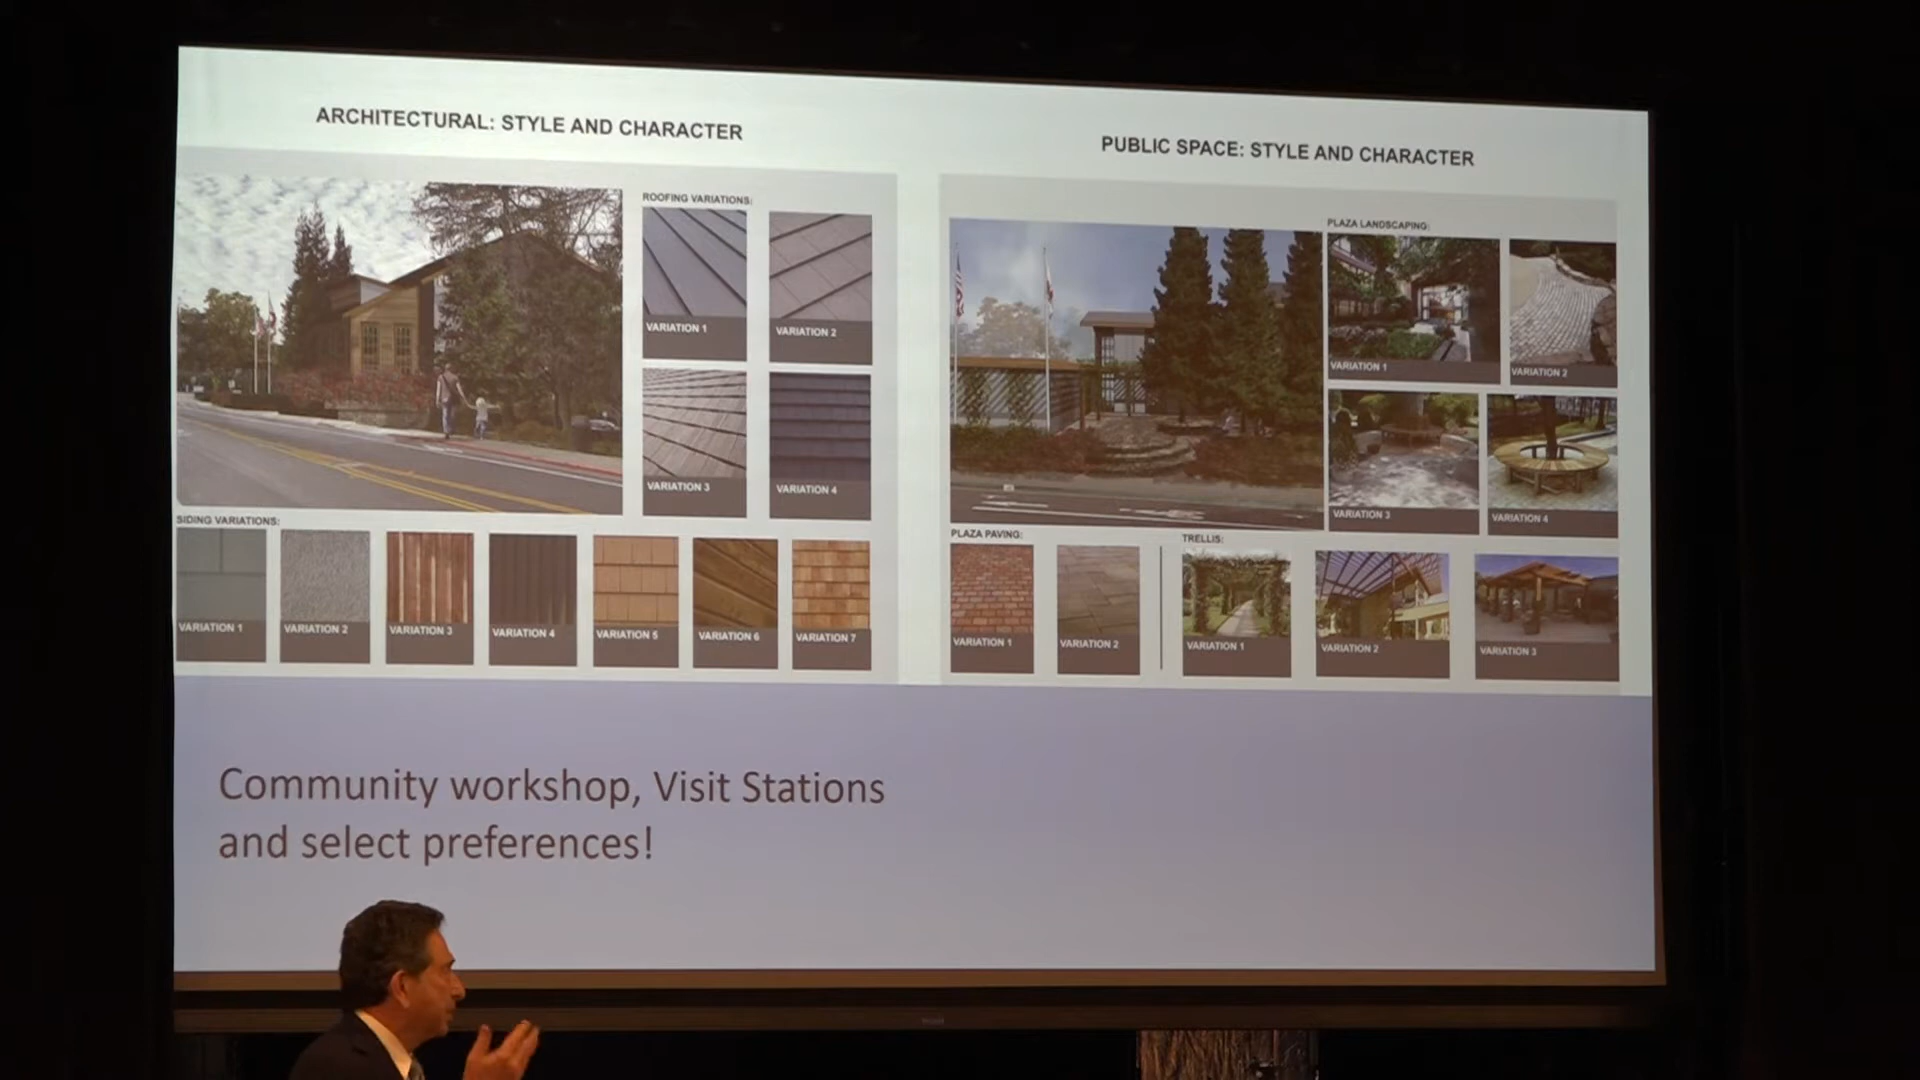 ARCHITECTURAL: STYLE AND CHARACTER
ROOFING VARIATIONS:
VARIATION 1
VARIATION 2
VARIATION 3
VARIATION 4
SIDING VARIATIONS:
VARIATION 1
VARIATION 2
VARIATION 3
VARIATION 4
VARIATION 5
VARIATION 6
VARIATION 7
PUBLIC SPACE: STYLE AND CHARACTER
PLAZA LANDSCAPING:
VARIATION 1
VARIATION 2
VARIATION 3
VARIATION 4
PLAZA PAVING:
VARIATION 1
VARIATION 2
TRELLIS:
VARIATION 1
VARIATION 2
VARIATION 3
Community workshop, Visit Stations
and select preferences!